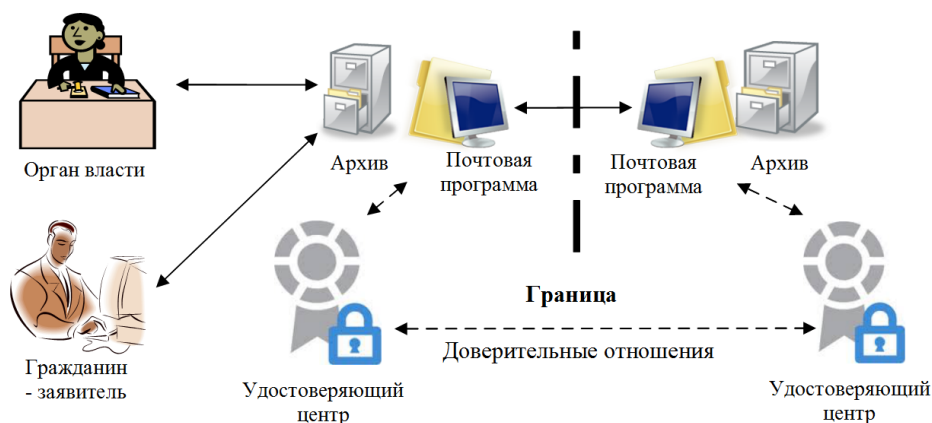 Орган власти
Архив
Почтовая
программа
Почтовая
программа
Архив
Граница
Доверительные отношения
Гражданин
- заявитель
Удостоверяющий
центр
Удостоверяющий
центр